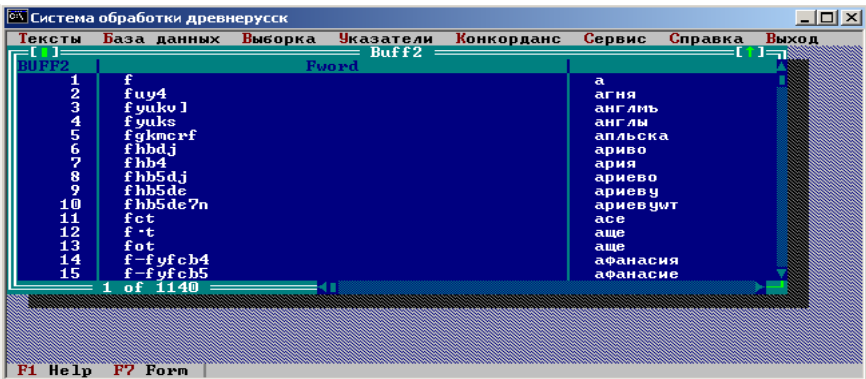 Система обработки древнерусск
Тексты База данных Выборка Указатели Конкорданс Сервис Справка Выход
[ ] Buff2 [↑]
BUFF2 Fword
1 f а
2 fuy4 агня
3 fyukv] англмъ
4 fyuks англы
5 fgkmcrf апльска
6 fhbdj ариво
7 fhb4 ария
8 fhb5dj ариево
9 fhb5de ариеву
10 fhb5de7n ариевуwт
11 fct асе
12 f·t аще
13 fot аще
14 f-fyfcb4 афанасия
15 f-fyfcb5 афанасие
1 of 1140
F1 Help F7 Form